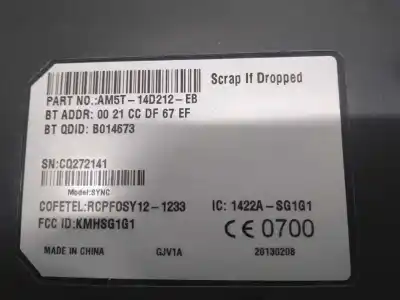 Scrap If Dropped
PART NO.:AM5T-14D212-EB
BT ADDR: 00 21 CC DF 67 EF
BT QDID: B014673
SN:CQ272141
Model:SYNC
COFETEL:RCPFOSY12-1233 IC: 1422A-SG1G1
FCC ID:KMHSG1G1
CE 0700
MADE IN CHINA GJV1A 20130208